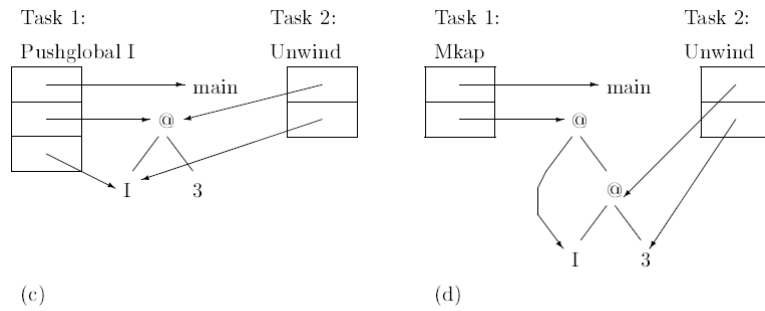 Task 1:
Task 2:
Pushglobal I
Unwind
main
@
I
3
(c)
Task 1:
Task 2:
Mkap
Unwind
main
@
@
I
3
(d)